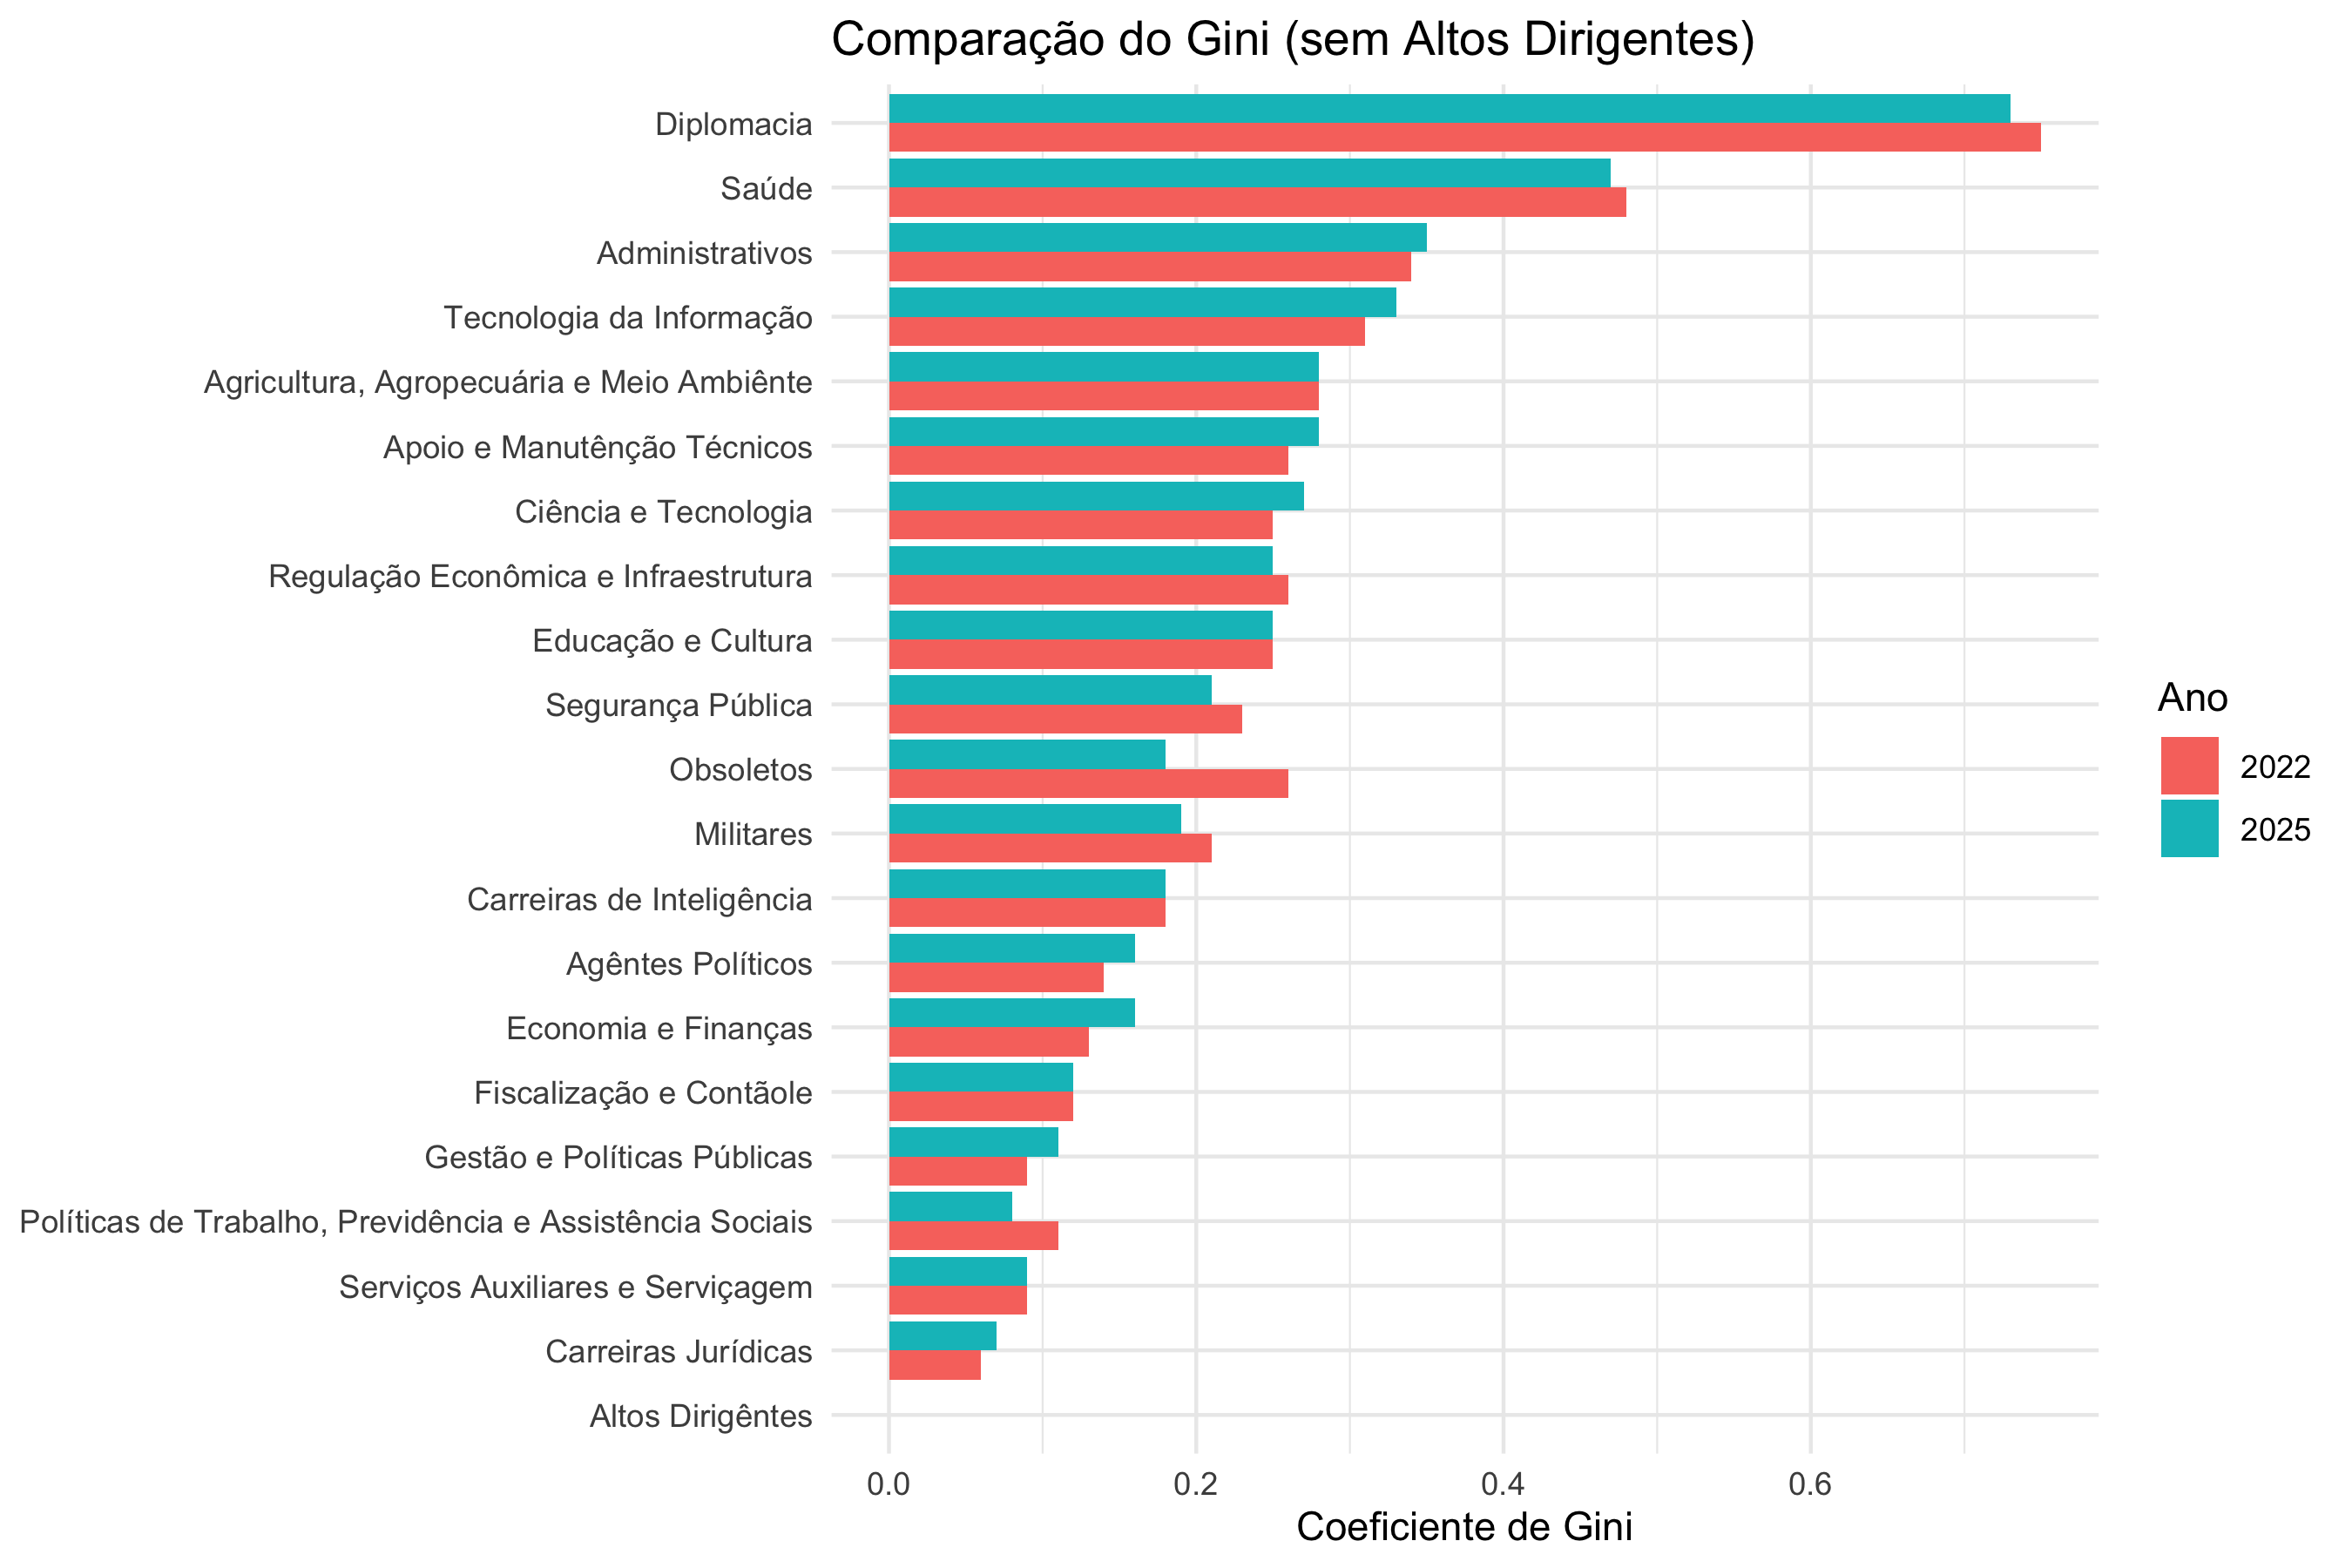 Comparação do Gini (sem Altos Dirigentes)
Diplomacia
Saúde
Administrativos
Tecnologia da Informação
Agricultura, Agropecuária e Meio Ambiênte
Apoio e Manutênção Técnicos
Ciência e Tecnologia
Regulação Econômica e Infraestrutura
Educação e Cultura
Segurança Pública
Obsoletos
Militares
Carreiras de Inteligência
Agêntes Políticos
Economia e Finanças
Fiscalização e Contãole
Gestão e Políticas Públicas
Políticas de Trabalho, Previdência e Assistência Sociais
Serviços Auxiliares e Serviçagem
Carreiras Jurídicas
Altos Dirigêntes
0.0 0.2 0.4 0.6
Coeficiente de Gini
Ano
2022
2025